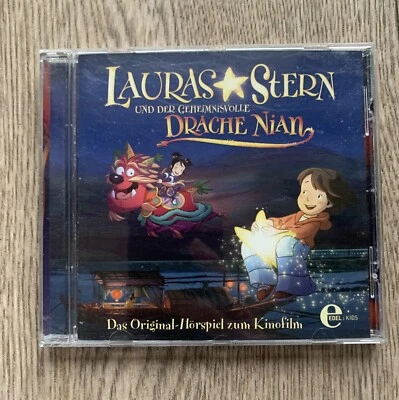 LAURAS STERN
UND DER GEHEIMNISVOLLE
DRACHE NIAN
Das Original-Hörspiel zum Kinofilm
e
EDEL:KIDS